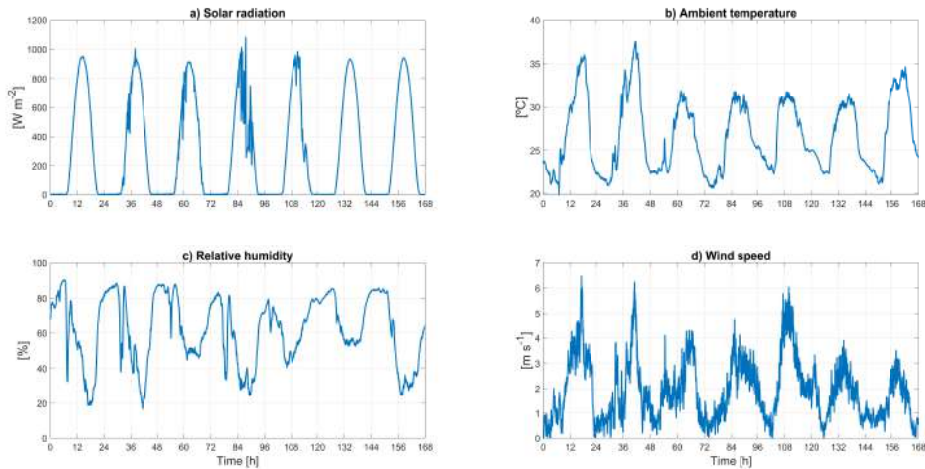 a) Solar radiation
[W m-2]
1200
1000
800
600
400
200
0
0 12 24 36 48 60 72 84 96 108 120 132 144 156 168
b) Ambient temperature
[ºC]
40
35
30
25
20
0 12 24 36 48 60 72 84 96 108 120 132 144 156 168
c) Relative humidity
[%]
100
80
60
40
20
0
0 12 24 36 48 60 72 84 96 108 120 132 144 156 168
Time [h]
d) Wind speed
[m s-1]
7
6
5
4
3
2
1
0
0 12 24 36 48 60 72 84 96 108 120 132 144 156 168
Time [h]